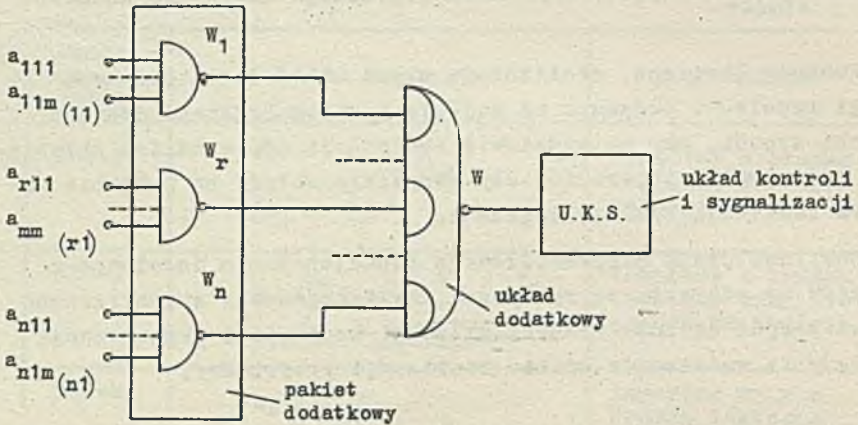 W1
a111
a11m(11)
Wr
ar11
amm(r1)
W
U.K.S.
układ kontroli
i sygnalizacji
Wn
an11
an1m(n1)
układ
dodatkowy
pakiet
dodatkowy